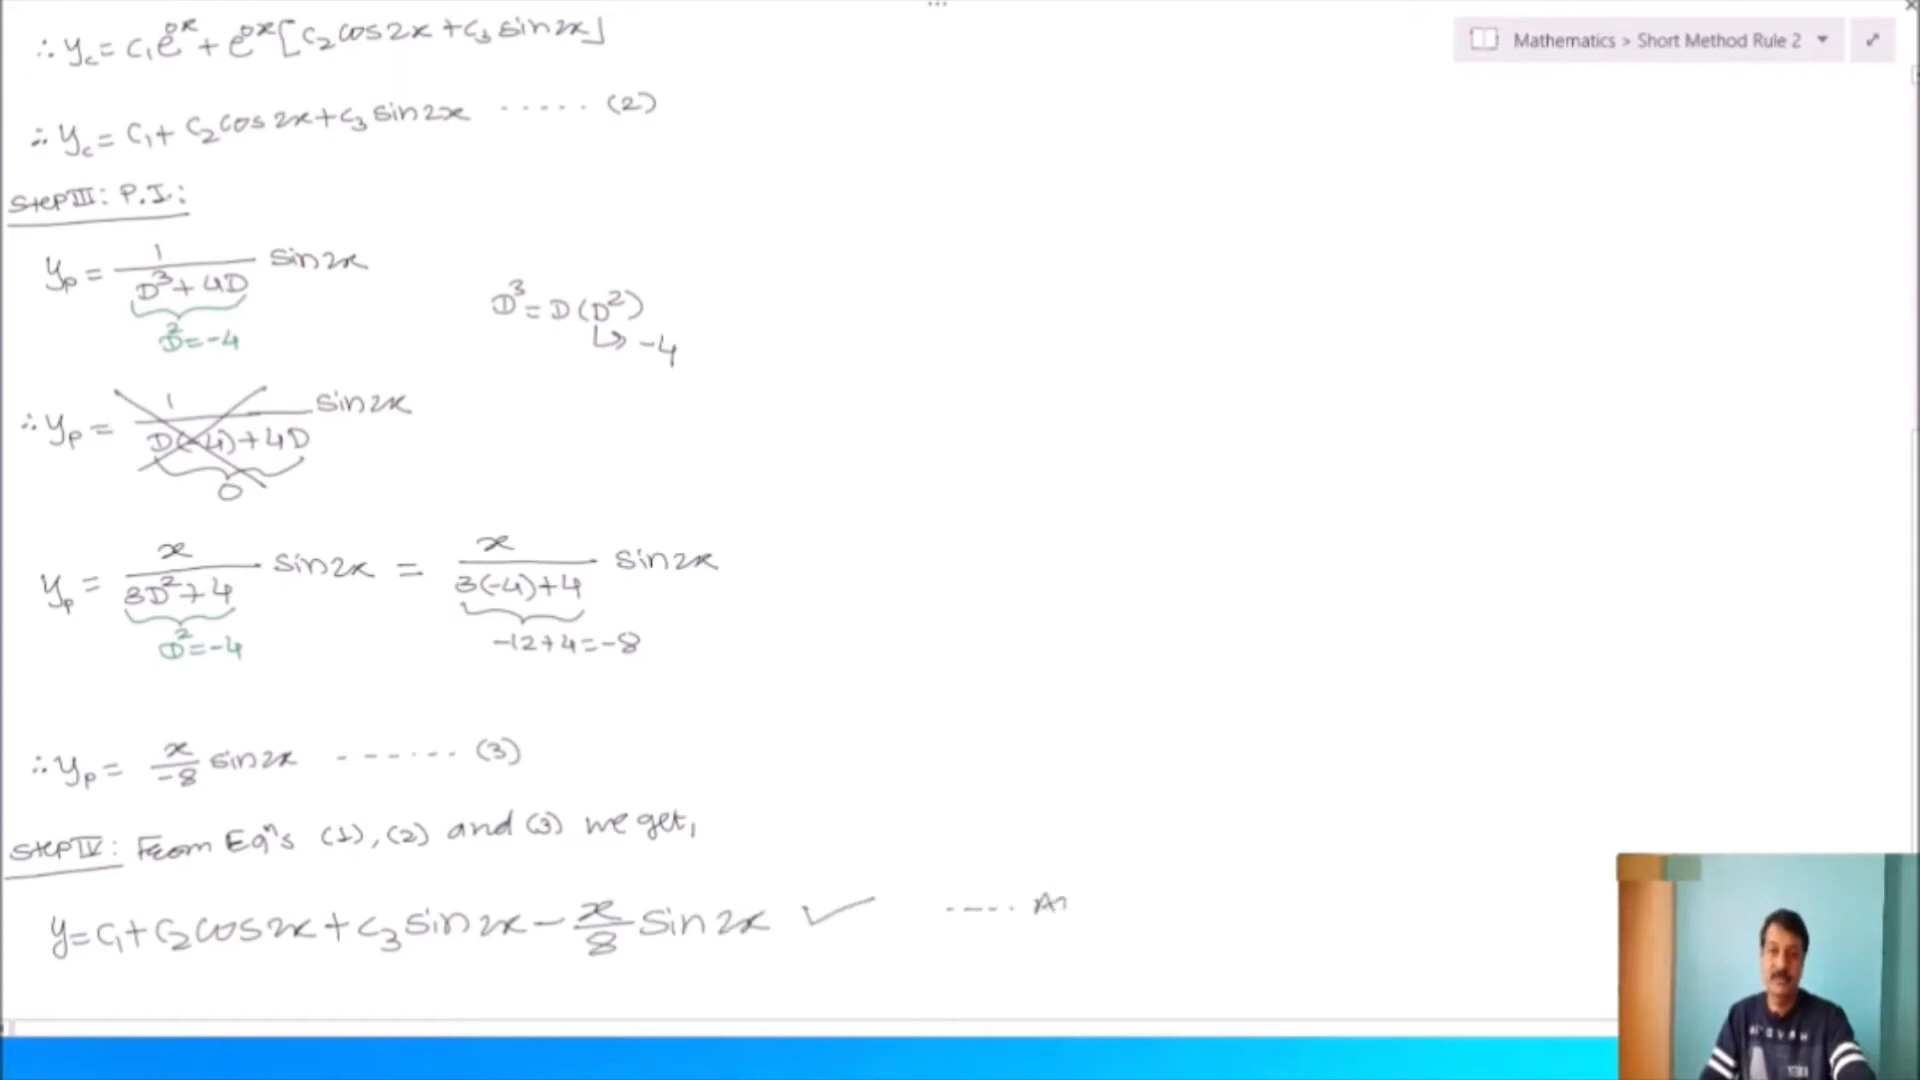 Mathematics > Short Method Rule 2
∴ y_c = c₁e^{0x} + e^{0x}[c₂cos2x + c₃sin2x]
∴ y_c = c₁ + c₂cos2x + c₃sin2x ..... (2)
Step III: P.I:
y_p = 1/(D³+4D) sin2x
D²=-4
D³ = D(D²)
↳ -4
∴ y_p = 1/(D(-4)+4D) sin2x
0
y_p = x/(3D²+4) sin2x = x/(3(-4)+4) sin2x
D²=-4
-12+4=-8
∴ y_p = x/-8 sin2x ------- (3)
Step IV: From Eqⁿs (1), (2) and (3) we get,
y = c₁ + c₂cos2x + c₃sin2x - x/8 sin2x ✓ ----